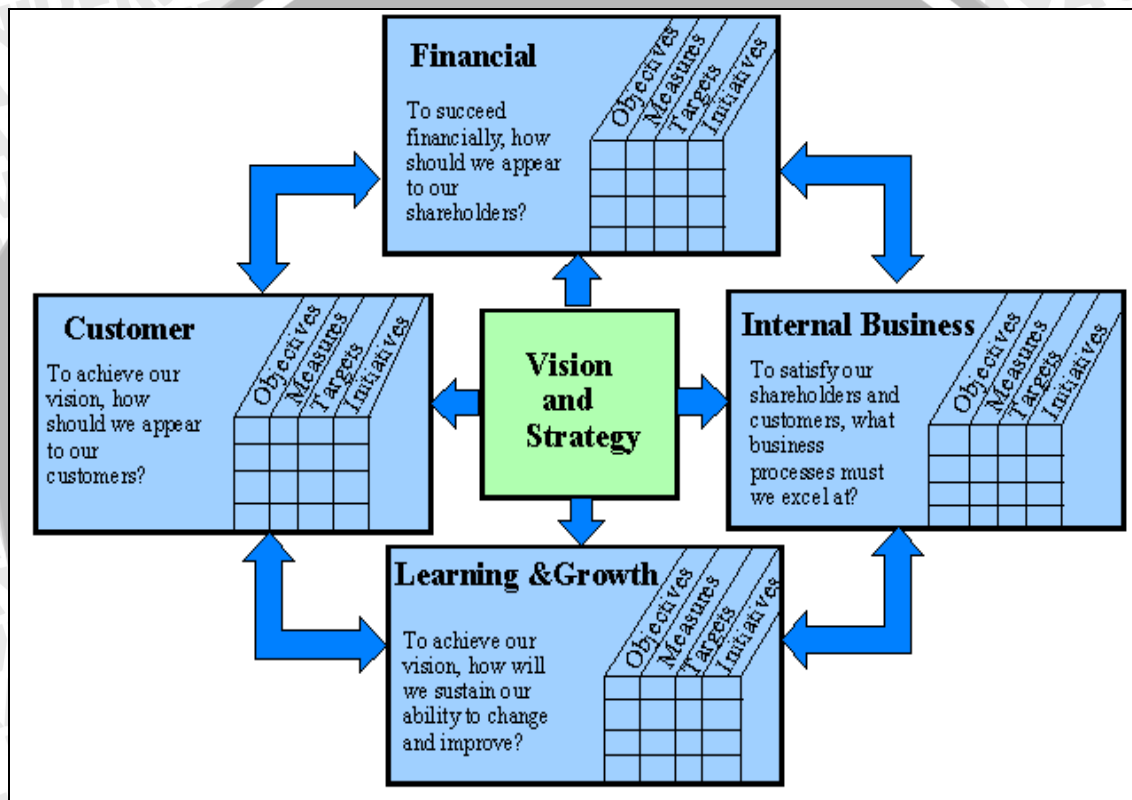 Financial
To succeed
financially, how
should we appear
to our
shareholders?
Objectives
Measures
Targets
Initiatives
Customer
To achieve our
vision, how
should we appear
to our
customers?
Objectives
Measures
Targets
Initiatives
Vision
and
Strategy
Internal Business
To satisfy our
shareholders and
customers, what
business
processes must
we excel at?
Objectives
Measures
Targets
Initiatives
Learning &Growth
To achieve our
vision, how will
we sustain our
ability to change
and improve?
Objectives
Measures
Targets
Initiatives